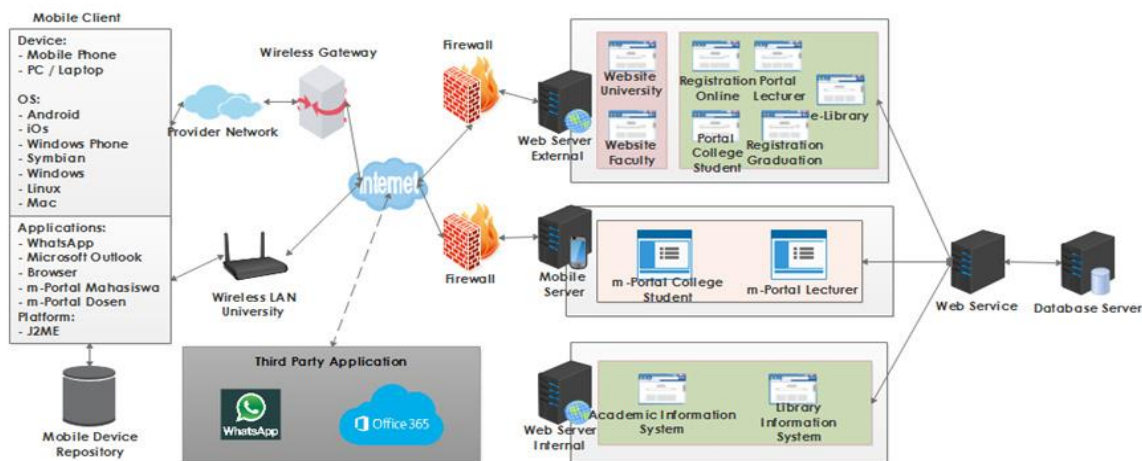 Mobile Client
Device:
- Mobile Phone
- PC / Laptop
OS:
- Android
- iOs
- Windows Phone
- Symbian
- Windows
- Linux
- Mac
Applications:
- WhatsApp
- Microsoft Outlook
- Browser
- m-Portal Mahasiswa
- m-Portal Dosen
Platform:
- J2ME
Mobile Device
Repository
Provider Network
Wireless Gateway
Wireless LAN
University
internet
Third Party Application
WhatsApp
Office 365
Firewall
Firewall
Web Server
External
Website
University
Website
Faculty
Registration
Online
Portal
Lecturer
e-Library
Portal
College
Student
Registration
Graduation
Mobile
Server
m-Portal College
Student
m-Portal Lecturer
Web Server
Internal
Academic Information
System
Library
Information
System
Web Service
Database Server